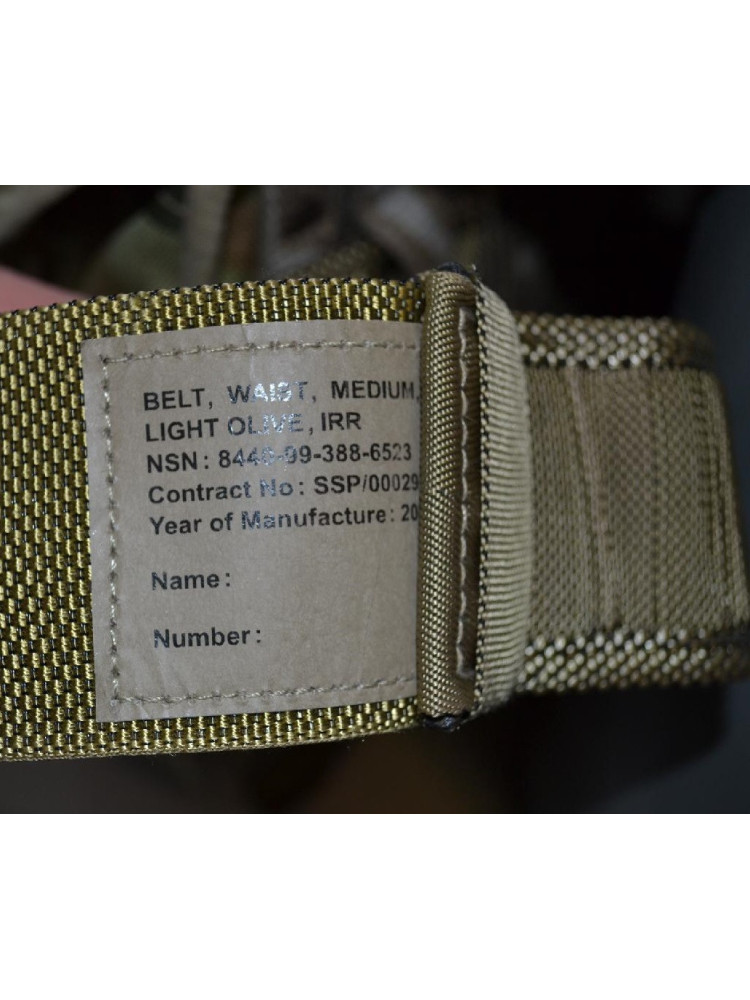 BELT, WAIST, MEDIUM,
LIGHT OLIVE, IRR
NSN: 8440-99-388-6523
Contract No: SSP/00029
Year of Manufacture: 20
Name:
Number: